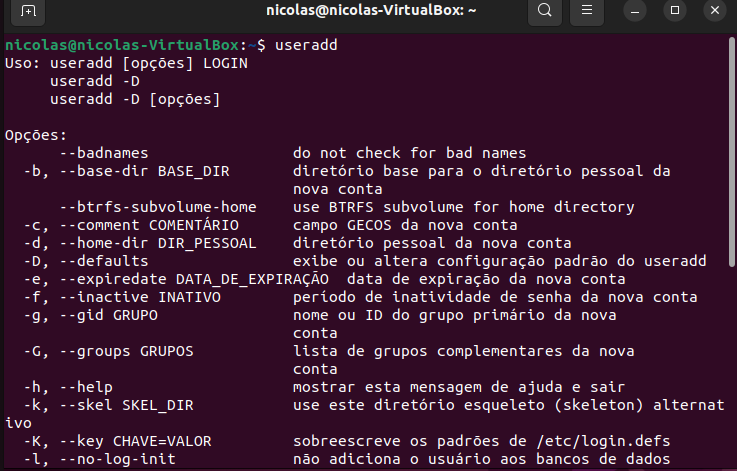 nicolas@nicolas-VirtualBox: ~
nicolas@nicolas-VirtualBox:~$ useradd
Uso: useradd [opções] LOGIN
     useradd -D
     useradd -D [opções]

Opções:
      --badnames                do not check for bad names
  -b, --base-dir BASE_DIR       diretório base para o diretório pessoal da
                                nova conta
      --btrfs-subvolume-home    use BTRFS subvolume for home directory
  -c, --comment COMENTÁRIO      campo GECOS da nova conta
  -d, --home-dir DIR_PESSOAL    diretório pessoal da nova conta
  -D, --defaults                exibe ou altera configuração padrão do useradd
  -e, --expiredate DATA_DE_EXPIRAÇÃO  data de expiração da nova conta
  -f, --inactive INATIVO        período de inatividade de senha da nova conta
  -g, --gid GRUPO               nome ou ID do grupo primário da nova
                                conta
  -G, --groups GRUPOS           lista de grupos complementares da nova
                                conta
  -h, --help                    mostrar esta mensagem de ajuda e sair
  -k, --skel SKEL_DIR           use este diretório esqueleto (skeleton) alternat
ivo
  -K, --key CHAVE=VALOR         sobreescreve os padrões de /etc/login.defs
  -l, --no-log-init             não adiciona o usuário aos bancos de dados